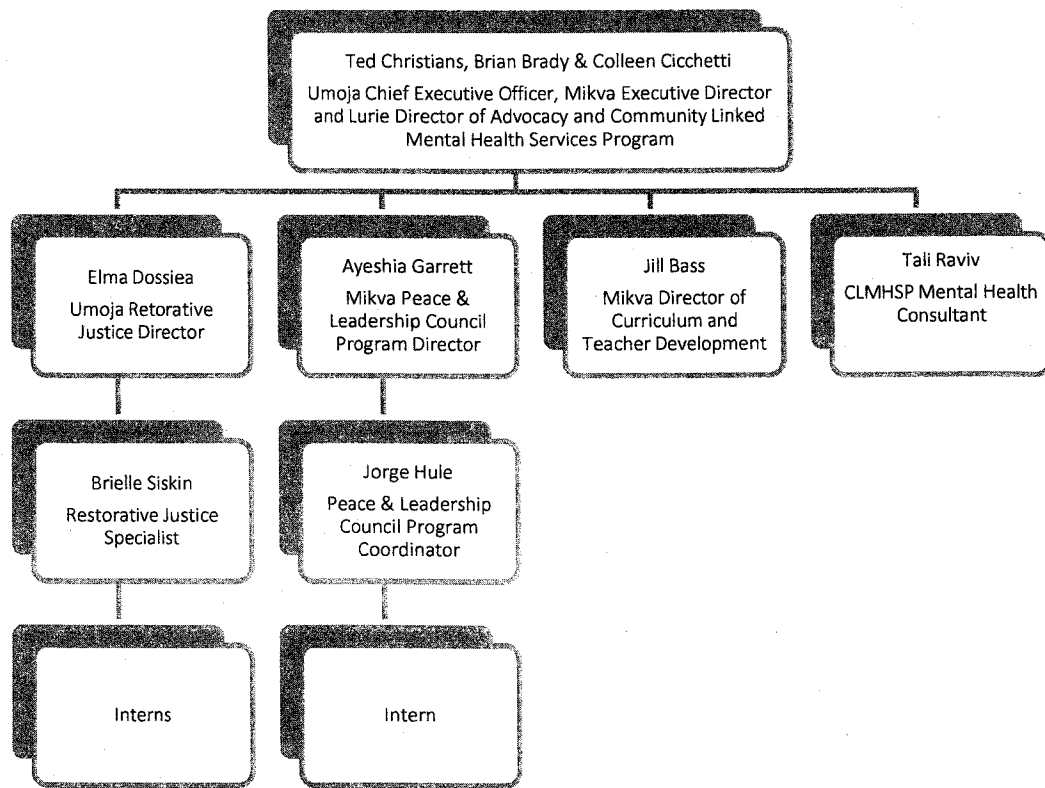 Ted Christians, Brian Brady & Colleen Cicchetti
Umoja Chief Executive Officer, Mikva Executive Director
and Lurie Director of Advocacy and Community Linked
Mental Health Services Program
Elma Dossiea
Umoja Retorative
Justice Director
Ayeshia Garrett
Mikva Peace &
Leadership Council
Program Director
Jill Bass
Mikva Director of
Curriculum and
Teacher Development
Tali Raviv
CLMHSP Mental Health
Consultant
Brielle Siskin
Restorative Justice
Specialist
Jorge Hule
Peace & Leadership
Council Program
Coordinator
Interns
Intern